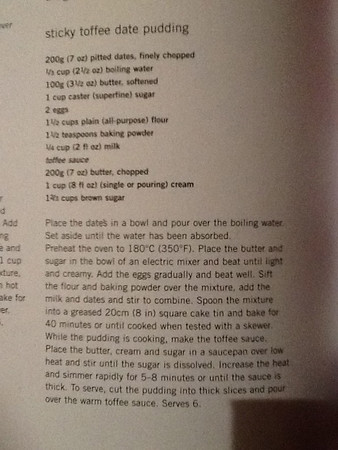 sticky toffee date pudding
200g (7 oz) pitted dates, finely chopped
cup (2½ oz) boiling water
100g (3½ oz) butter, softened
1 cup caster (superfine) sugar
2 eggs
1½ cups plain (all-purpose) flour
1½ teaspoons baking powder
¼ cup (2 fl oz) milk
toffee sauce
200g (7 oz) butter, chopped
1 cup (8 fl oz) (single or pouring) cream
cups brown sugar
Place the dates in a bowl and pour over the boiling water.
Set aside until the water has been absorbed.
Preheat the oven to 180°C (350°F). Place the butter and
sugar in the bowl of an electric mixer and beat until light
and creamy. Add the eggs gradually and beat well. Sift
the flour and baking powder over the mixture, add the
milk and dates and stir to combine. Spoon the mixture
into a greased 20cm (8 in) square cake tin and bake for
40 minutes or until cooked when tested with a skewer.
While the pudding is cooking, make the toffee sauce.
Place the butter, cream and sugar in a saucepan over low
heat and stir until the sugar is dissolved. Increase the heat
and simmer rapidly for 5–8 minutes or until the sauce is
thick. To serve, cut the pudding into thick slices and pour
over the warm toffee sauce. Serves 6.
Add
and
1 cup
hot
for